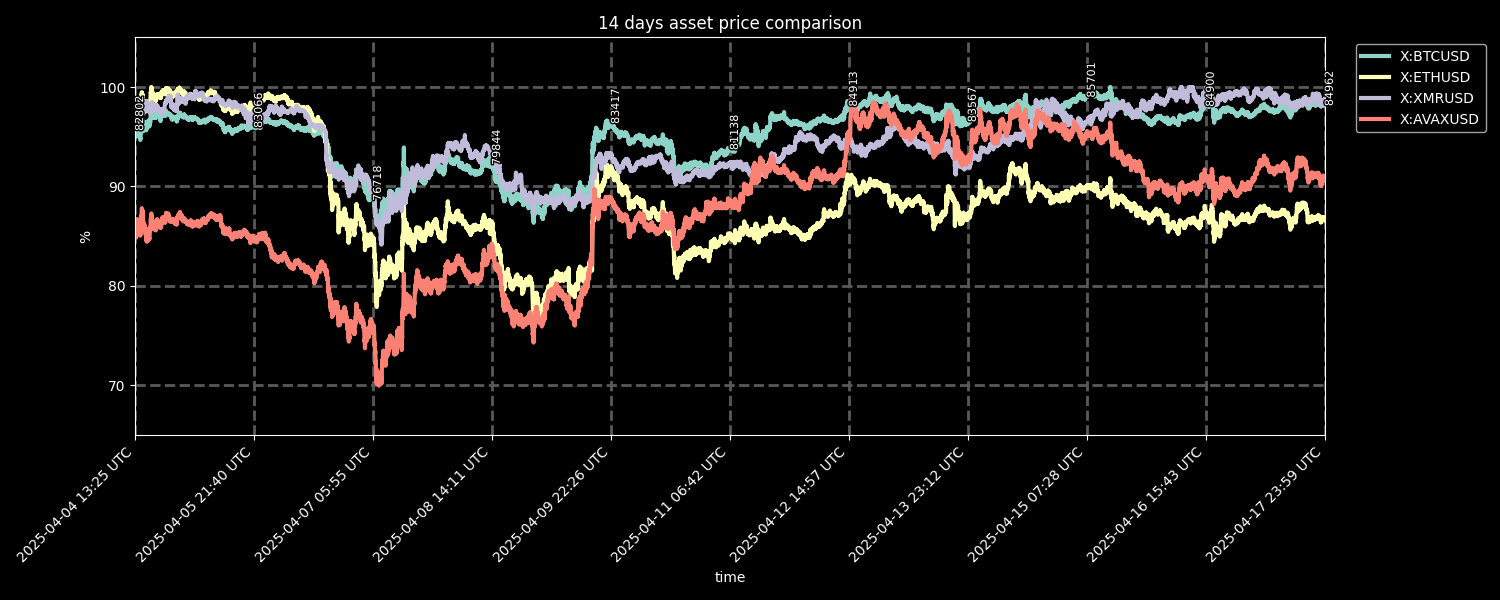 14 days asset price comparison
X:BTCUSD
X:ETHUSD
X:XMRUSD
X:AVAXUSD
100
90
80
70
%
82802
83066
76718
79844
83417
81138
84913
83567
85701
84900
84962
2025-04-04 13:25 UTC
2025-04-05 21:40 UTC
2025-04-07 05:55 UTC
2025-04-08 14:11 UTC
2025-04-09 22:26 UTC
2025-04-11 06:42 UTC
2025-04-12 14:57 UTC
2025-04-13 23:12 UTC
2025-04-15 07:28 UTC
2025-04-16 15:43 UTC
2025-04-17 23:59 UTC
time